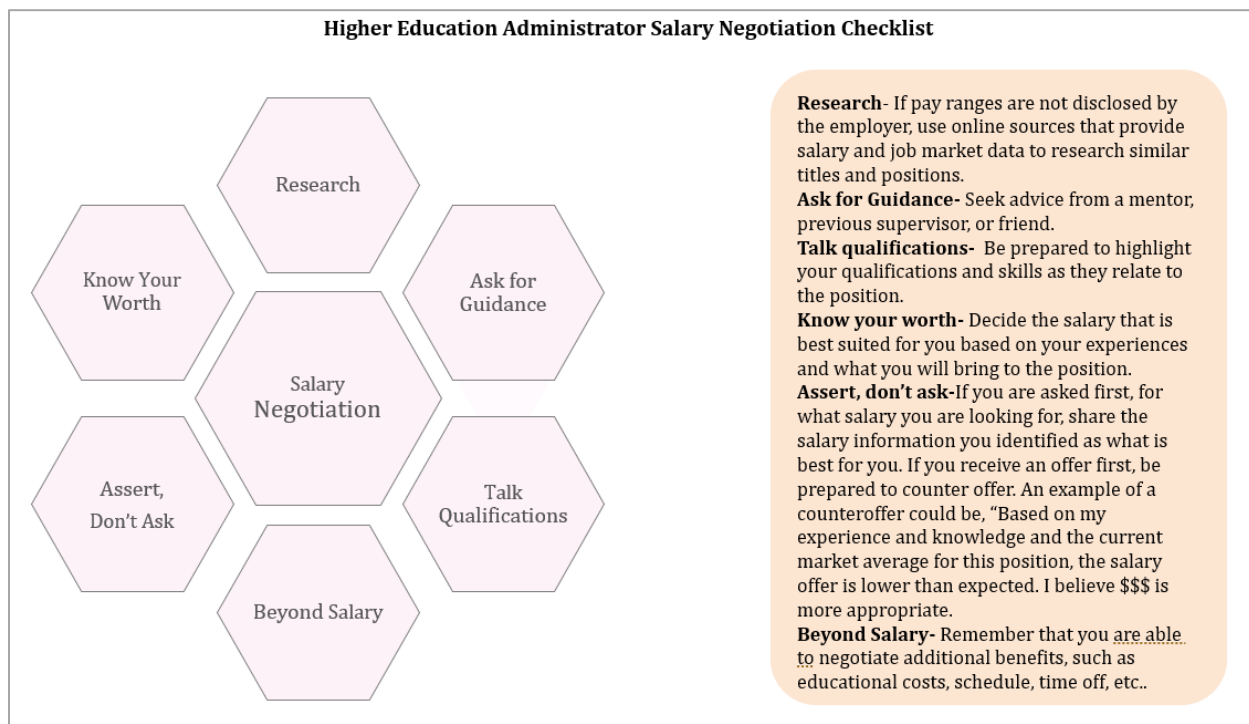 Higher Education Administrator Salary Negotiation Checklist
Research
Know Your
Worth
Ask for
Guidance
Salary
Negotiation
Assert,
Don't Ask
Talk
Qualifications
Beyond Salary
Research- If pay ranges are not disclosed by
the employer, use online sources that provide
salary and job market data to research similar
titles and positions.
Ask for Guidance- Seek advice from a mentor,
previous supervisor, or friend.
Talk qualifications-  Be prepared to highlight
your qualifications and skills as they relate to
the position.
Know your worth- Decide the salary that is
best suited for you based on your experiences
and what you will bring to the position.
Assert, don’t ask-If you are asked first, for
what salary you are looking for, share the
salary information you identified as what is
best for you. If you receive an offer first, be
prepared to counter offer. An example of a
counteroffer could be, “Based on my
experience and knowledge and the current
market average for this position, the salary
offer is lower than expected. I believe $$$ is
more appropriate.
Beyond Salary- Remember that you are able
to negotiate additional benefits, such as
educational costs, schedule, time off, etc..